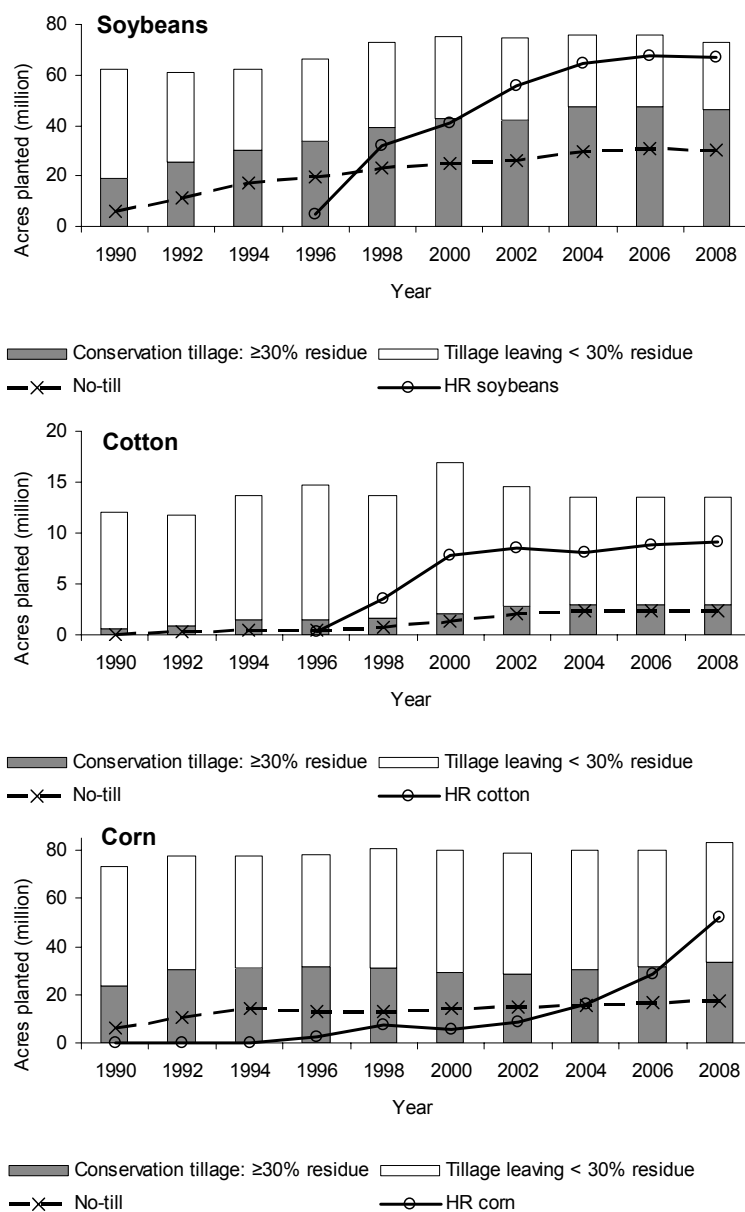 Soybeans
80
60
40
20
0
Acres planted (million)
1990 1992 1994 1996 1998 2000 2002 2004 2006 2008
Year
Conservation tillage: ≥30% residue Tillage leaving < 30% residue
No-till HR soybeans
Cotton
20
15
10
5
0
Acres planted (million)
1990 1992 1994 1996 1998 2000 2002 2004 2006 2008
Year
Conservation tillage: ≥30% residue Tillage leaving < 30% residue
No-till HR cotton
Corn
80
60
40
20
0
Acres planted (million)
1990 1992 1994 1996 1998 2000 2002 2004 2006 2008
Year
Conservation tillage: ≥30% residue Tillage leaving < 30% residue
No-till HR corn